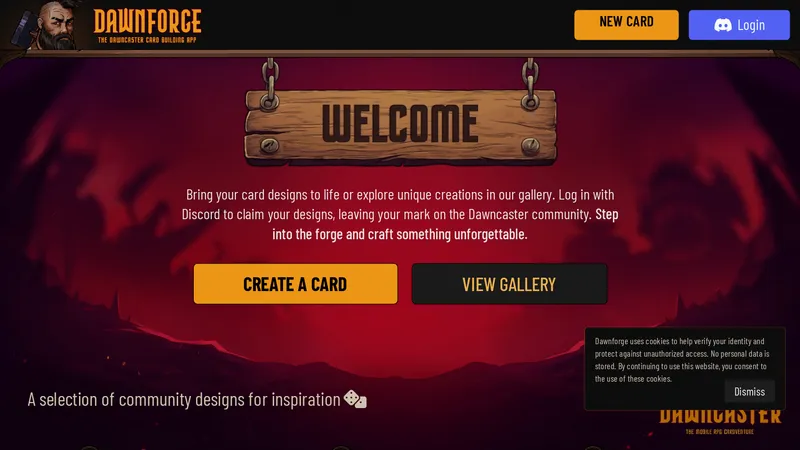 DAWNFORGE
THE DAWNCASTER CARD BUILDING APP
NEW CARD
Login
WELCOME
Bring your card designs to life or explore unique creations in our gallery. Log in with
Discord to claim your designs, leaving your mark on the Dawncaster community. Step
into the forge and craft something unforgettable.
CREATE A CARD
VIEW GALLERY
Dawnforge uses cookies to help verify your identity and
protect against unauthorized access. No personal data is
stored. By continuing to use this website, you consent to
the use of these cookies.
Dismiss
A selection of community designs for inspiration
DAWNCASTER
THE MOBILE RPG CARDVENTURE